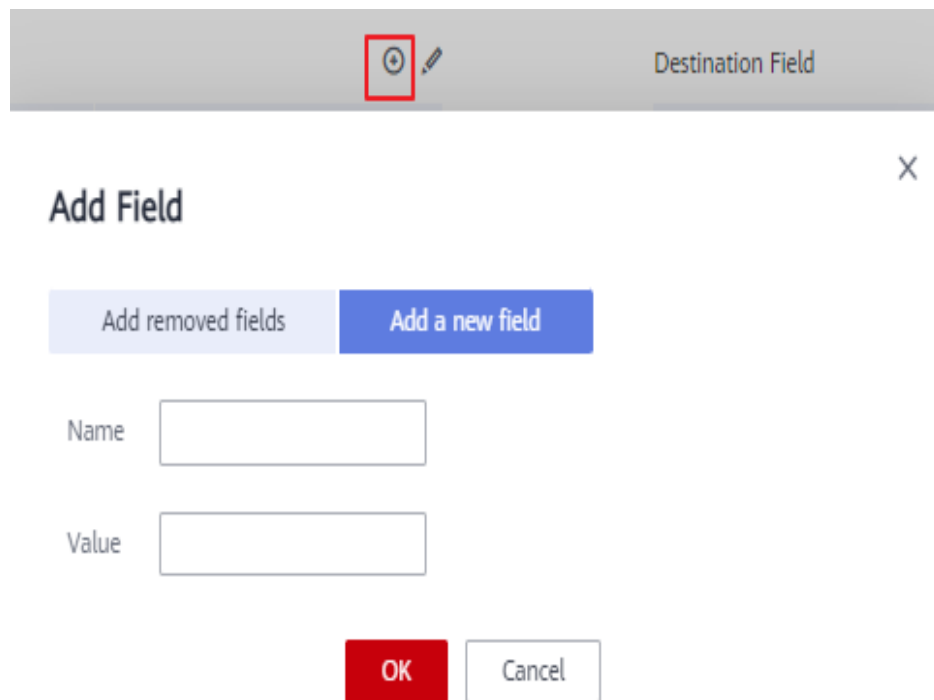 Destination Field
Add Field
Add removed fields
Add a new field
Name
Value
OK
Cancel